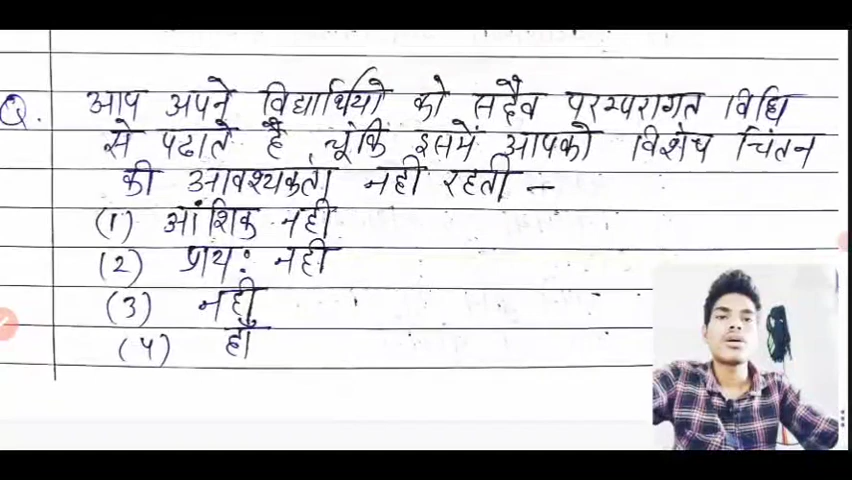 Q. आप अपने विद्यार्थियो को सदैव परम्परागत विधि
से पढाते हैं चूंकि इसमें आपको विशेष चिंतन
की आवश्यकता नही रहती –
(1) आंशिक नही
(2) प्राय: नही
(3) नही
(4) हाँ